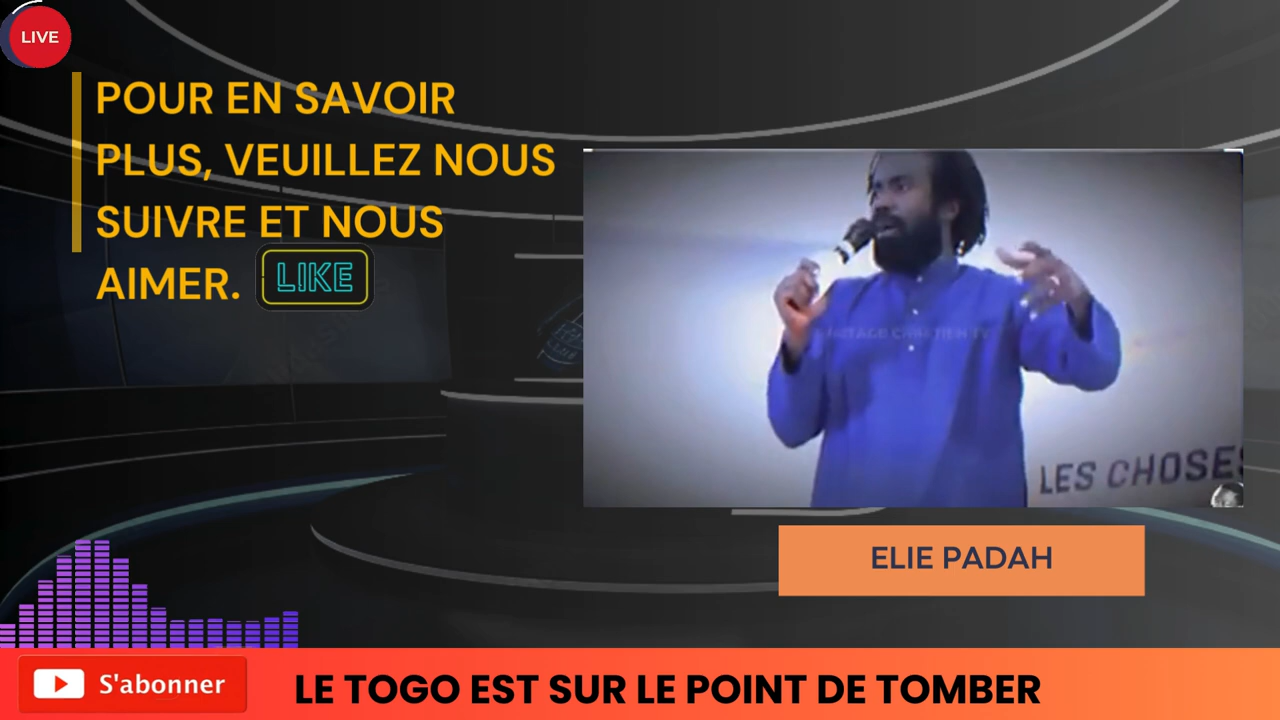 LIVE
POUR EN SAVOIR
PLUS, VEUILLEZ NOUS
SUIVRE ET NOUS
AIMER.
LIKE
LES CHOSES
ELIE PADAH
S'abonner
LE TOGO EST SUR LE POINT DE TOMBER